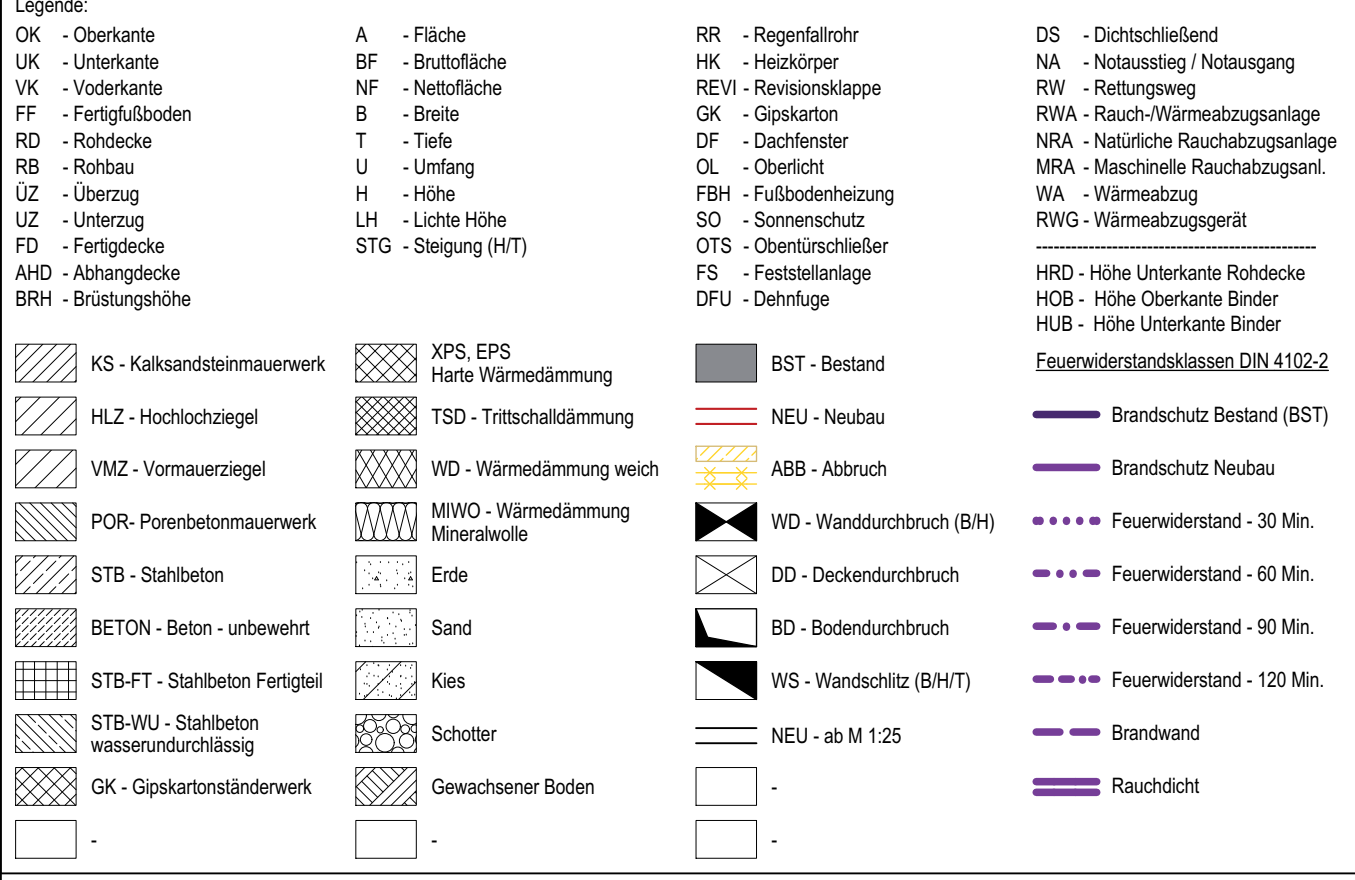 Legende:
OK - Oberkante
UK - Unterkante
VK - Voderkante
FF - Fertigfußboden
RD - Rohdecke
RB - Rohbau
ÜZ - Überzug
UZ - Unterzug
FD - Fertigdecke
AHD - Abhangdecke
BRH - Brüstungshöhe
A - Fläche
BF - Bruttofläche
NF - Nettofläche
B - Breite
T - Tiefe
U - Umfang
H - Höhe
LH - Lichte Höhe
STG - Steigung (H/T)
RR - Regenfallrohr
HK - Heizkörper
REVI - Revisionsklappe
GK - Gipskarton
DF - Dachfenster
OL - Oberlicht
FBH - Fußbodenheizung
SO - Sonnenschutz
OTS - Obentürschließer
FS - Feststellanlage
DFU - Dehnfuge
DS - Dichtschließend
NA - Notausstieg / Notausgang
RW - Rettungsweg
RWA - Rauch-/Wärmeabzugsanlage
NRA - Natürliche Rauchabzugsanlage
MRA - Maschinelle Rauchabzugsanl.
WA - Wärmeabzug
RWG - Wärmeabzugsgerät
------------------------------------------------
HRD - Höhe Unterkante Rohdecke
HOB - Höhe Oberkante Binder
HUB - Höhe Unterkante Binder
KS - Kalksandsteinmauerwerk
HLZ - Hochlochziegel
VMZ - Vormauerziegel
POR- Porenbetonmauerwerk
STB - Stahlbeton
BETON - Beton - unbewehrt
STB-FT - Stahlbeton Fertigteil
STB-WU - Stahlbeton
wasserundurchlässig
GK - Gipskartonständerwerk
-
XPS, EPS
Harte Wärmedämmung
TSD - Trittschalldämmung
WD - Wärmedämmung weich
MIWO - Wärmedämmung
Mineralwolle
Erde
Sand
Kies
Schotter
Gewachsener Boden
-
BST - Bestand
NEU - Neubau
ABB - Abbruch
WD - Wanddurchbruch (B/H)
DD - Deckendurchbruch
BD - Bodendurchbruch
WS - Wandschlitz (B/H/T)
NEU - ab M 1:25
-
-
Feuerwiderstandsklassen DIN 4102-2
Brandschutz Bestand (BST)
Brandschutz Neubau
Feuerwiderstand - 30 Min.
Feuerwiderstand - 60 Min.
Feuerwiderstand - 90 Min.
Feuerwiderstand - 120 Min.
Brandwand
Rauchdicht